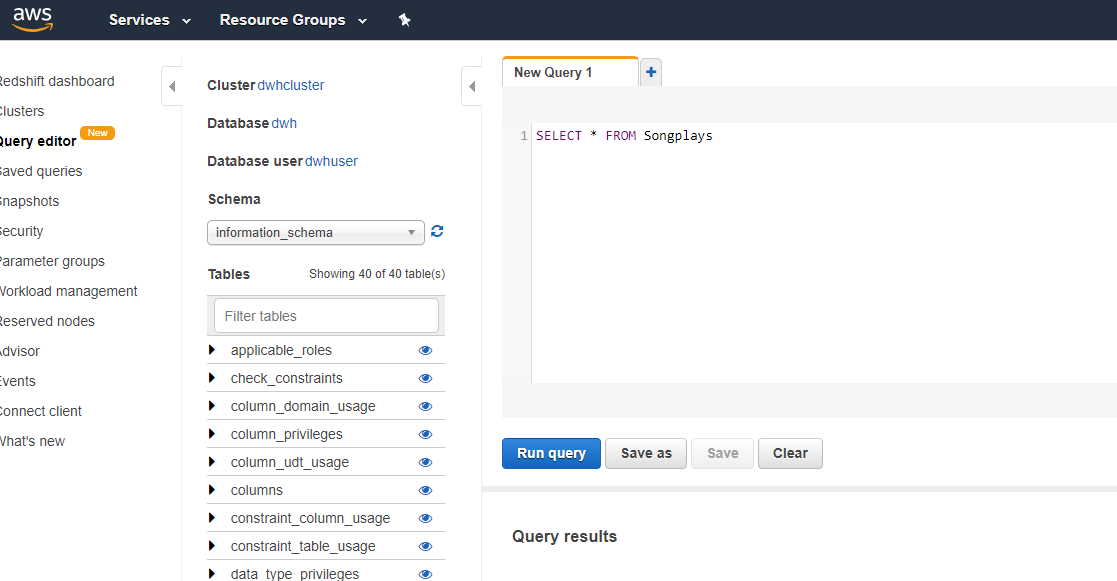 aws Services Resource Groups
Redshift dashboard
Clusters
Query editor New
Saved queries
Snapshots
Security
Parameter groups
Workload management
Reserved nodes
Advisor
Events
Connect client
What's new
Cluster dwhcluster
Database dwh
Database user dwhuser
Schema
information_schema
Tables Showing 40 of 40 table(s)
Filter tables
applicable_roles
check_constraints
column_domain_usage
column_privileges
column_udt_usage
columns
constraint_column_usage
constraint_table_usage
data_type_privileges
New Query 1 +
1 SELECT * FROM Songplays
Run query Save as Save Clear
Query results